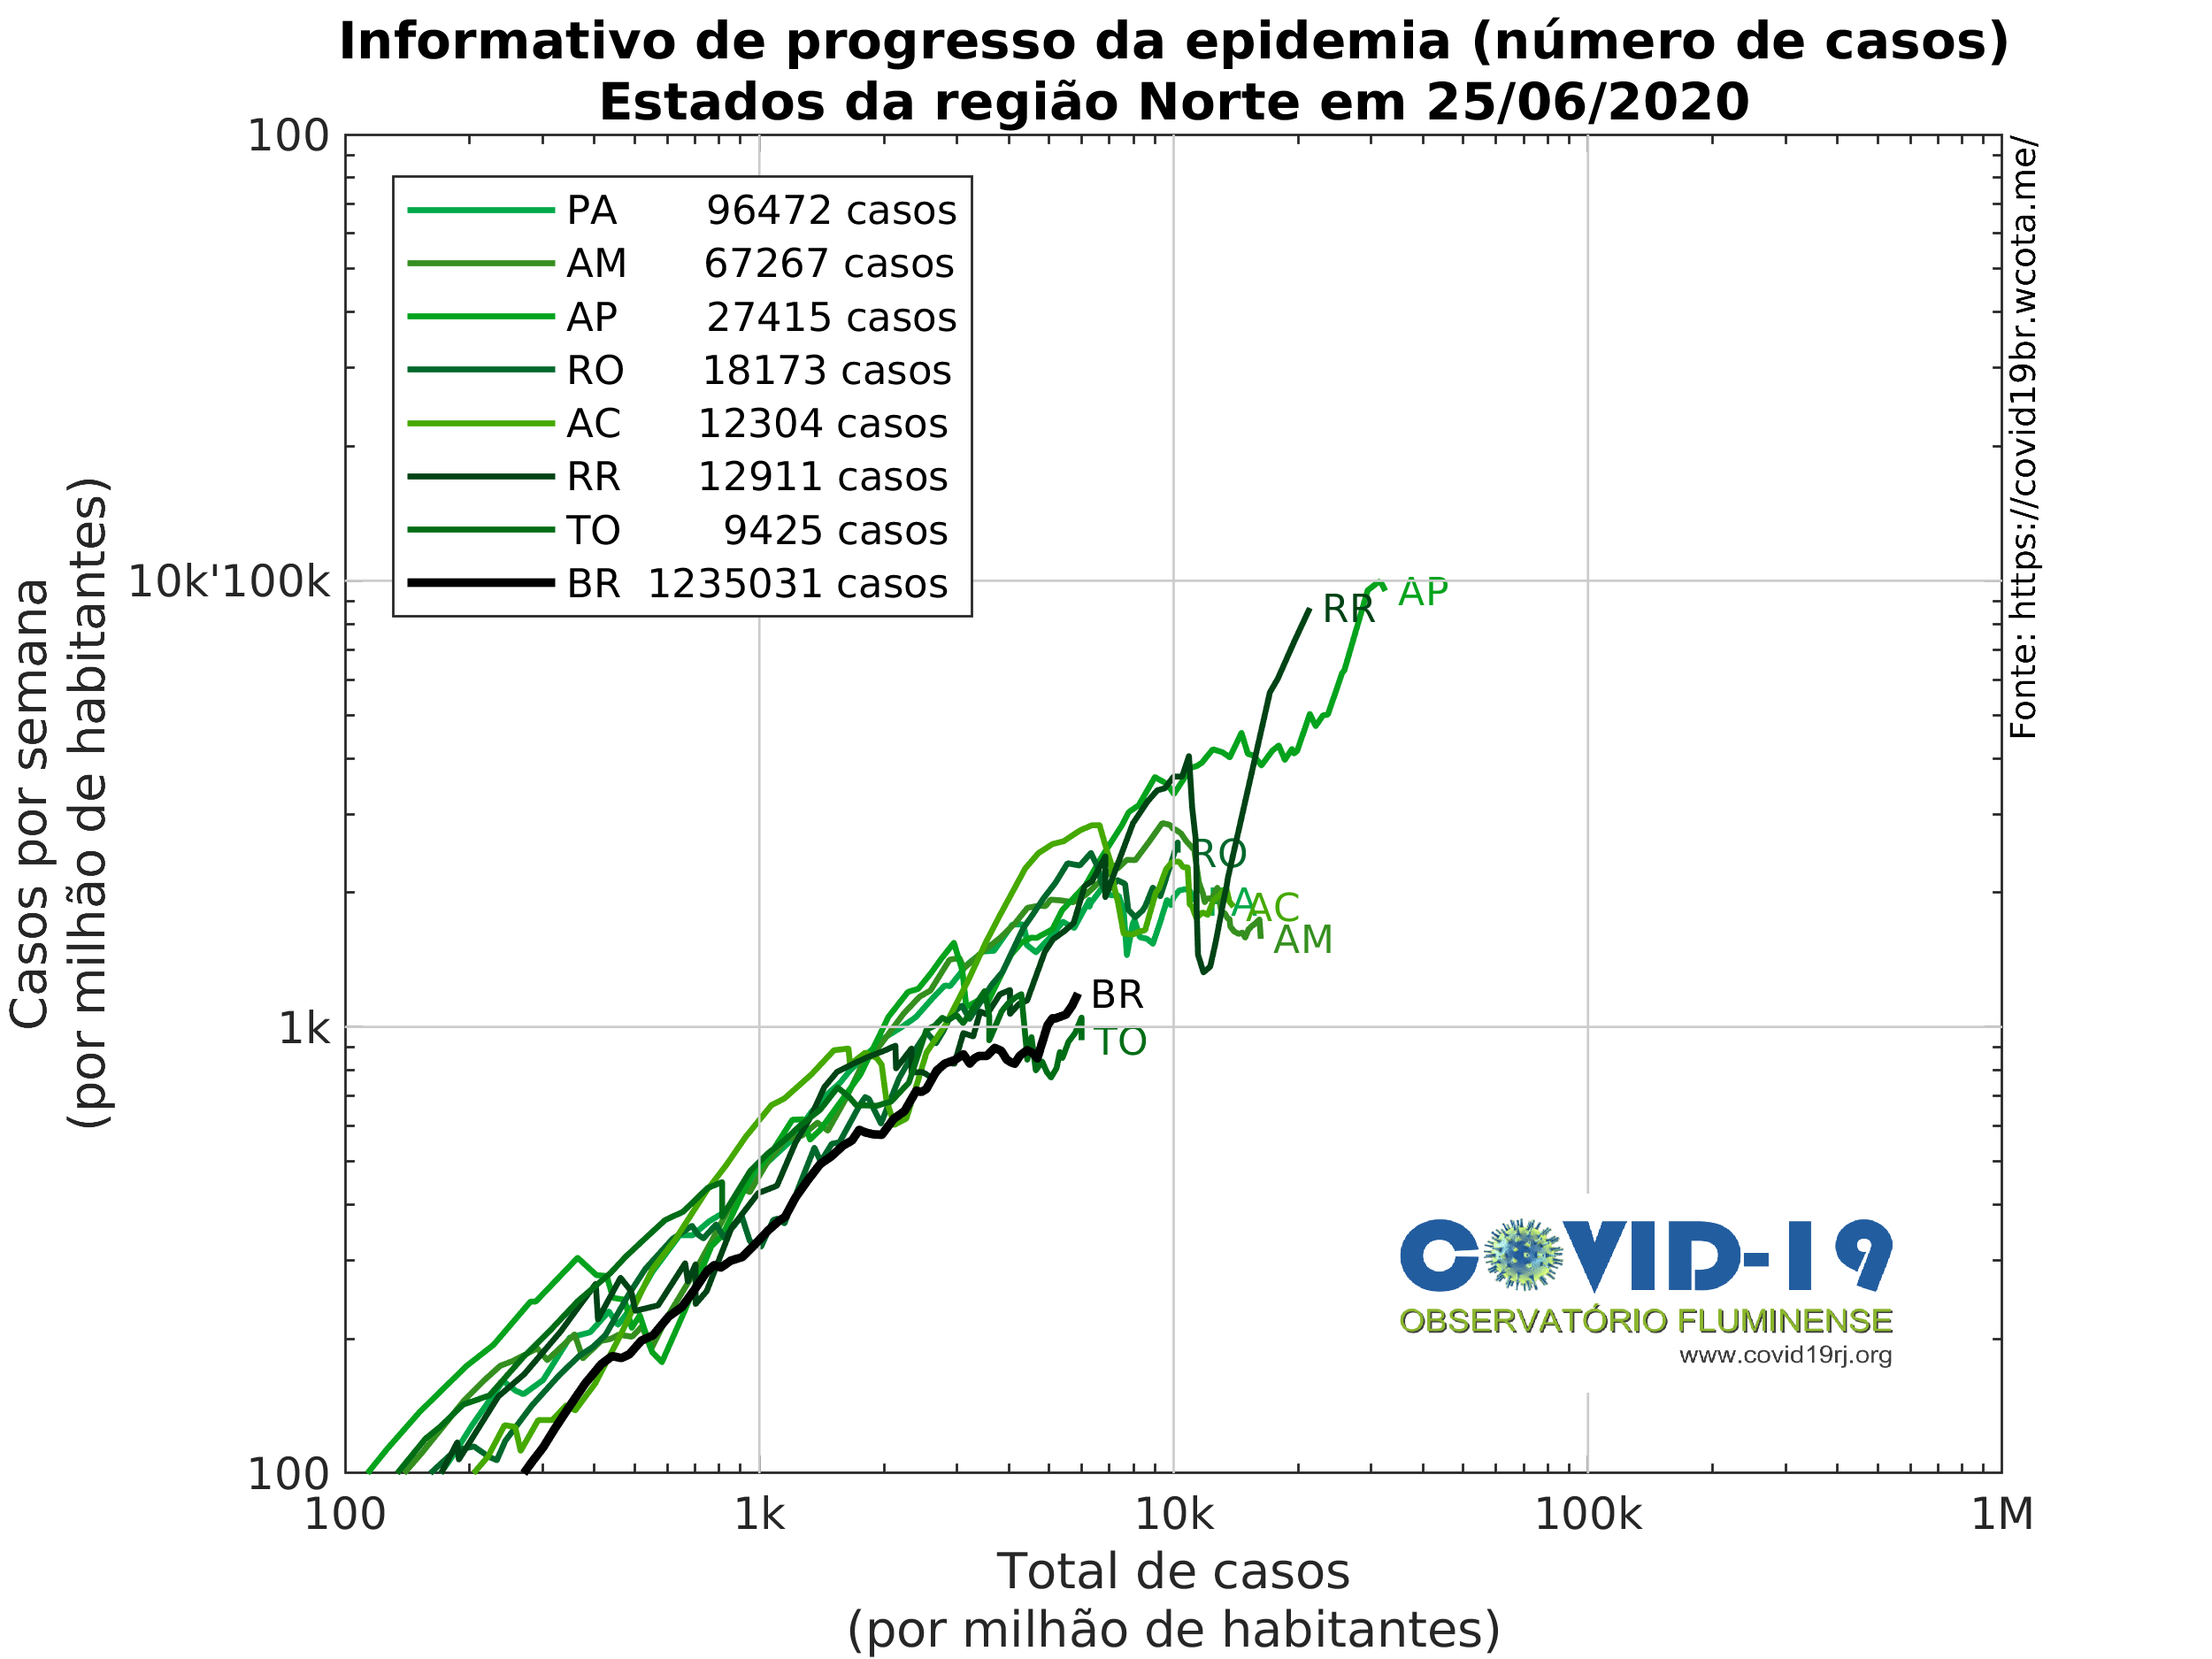 Informativo de progresso da epidemia (número de casos)
Estados da região Norte em 25/06/2020
100
10k'100k
1k
100
Casos por semana
(por milhão de habitantes)
PA 96472 casos
AM 67267 casos
AP 27415 casos
RO 18173 casos
AC 12304 casos
RR 12911 casos
TO 9425 casos
BR 1235031 casos
AP
RR
RO
AC
AM
BR
TO
Fonte: https://covid19br.wcota.me/
COVID-19
OBSERVATÓRIO FLUMINENSE
www.covid19rj.org
100 1k 10k 100k 1M
Total de casos
(por milhão de habitantes)